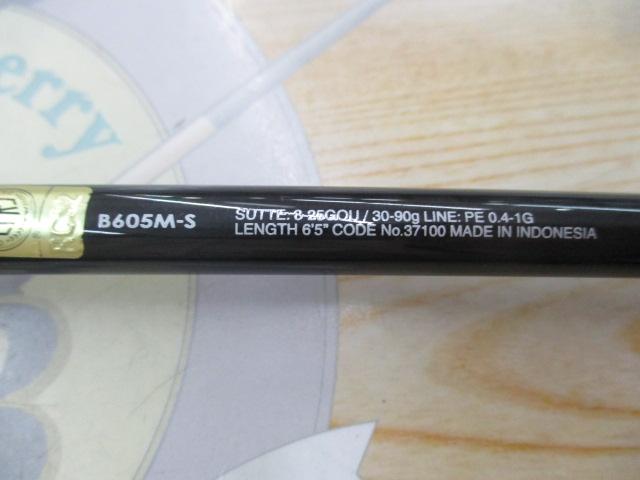 erry
B605M-S
SUTTE: 8-25GOU / 30-90g LINE: PE 0.4-1G
LENGTH 6'5" CODE No.37100 MADE IN INDONESIA